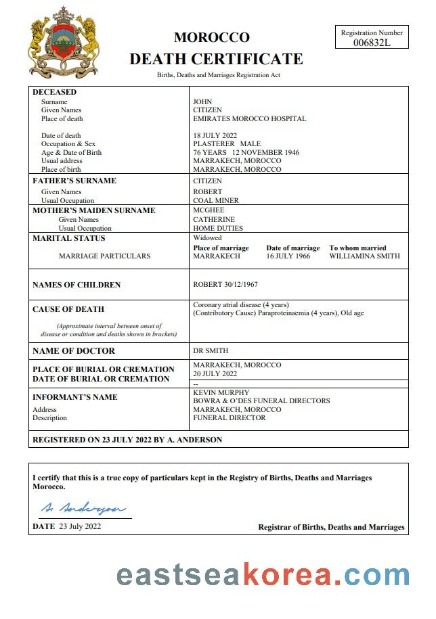 MOROCCO
DEATH CERTIFICATE
Births, Deaths and Marriages Registration Act
Registration Number
006832L
DECEASED
Surname JOHN
Given Names CITIZEN
Place of death EMIRATES MOROCCO HOSPITAL
Date of death 18 JULY 2022
Occupation & Sex PLASTERER MALE
Age & Date of Birth 76 YEARS 12 NOVEMBER 1946
Usual address MARRAKECH, MOROCCO
Place of birth MARRAKECH, MOROCCO
FATHER'S SURNAME CITIZEN
Given Names ROBERT
Usual Occupation COAL MINER
MOTHER'S MAIDEN SURNAME MCGHEE
Given Names CATHERINE
Usual Occupation HOME DUTIES
MARITAL STATUS Widowed
Place of marriage Date of marriage To whom married
MARRIAGE PARTICULARS MARRAKECH 16 JULY 1966 WILLIAMINA SMITH
NAMES OF CHILDREN ROBERT 30/12/1967
CAUSE OF DEATH Coronary atrial disease (4 years)
(Contributory Cause) Paraproteinaemia (4 years), Old age
(Approximate interval between onset of
disease or condition and deaths shown in brackets)
NAME OF DOCTOR DR SMITH
PLACE OF BURIAL OR CREMATION MARRAKECH, MOROCCO
DATE OF BURIAL OR CREMATION 20 JULY 2022
--
INFORMANT'S NAME KEVIN MURPHY
BOWRA & O'DES FUNERAL DIRECTORS
Address MARRAKECH, MOROCCO
Description FUNERAL DIRECTOR
REGISTERED ON 23 JULY 2022 BY A. ANDERSON
I certify that this is a true copy of particulars kept in the Registry of Births, Deaths and Marriages
Morocco.
A. Anderson
DATE 23 July 2022 Registrar of Births, Deaths and Marriages
eastseakorea.com